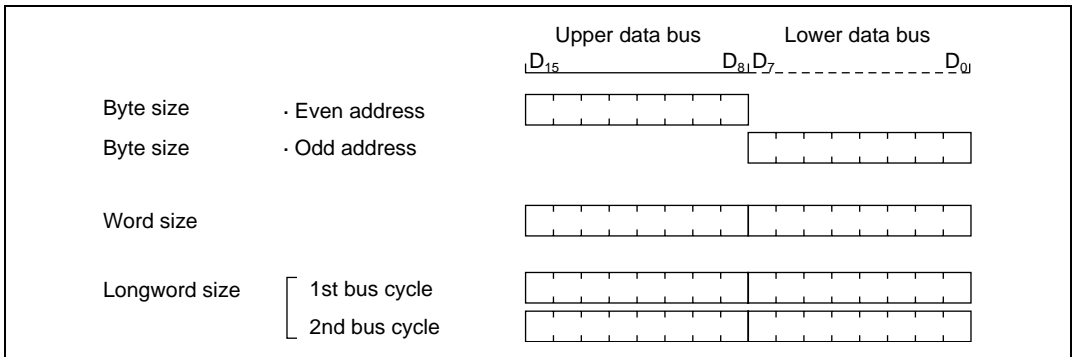 Upper data bus Lower data bus
D15 D8 D7 D0
Byte size · Even address
Byte size · Odd address
Word size
Longword size 1st bus cycle
2nd bus cycle